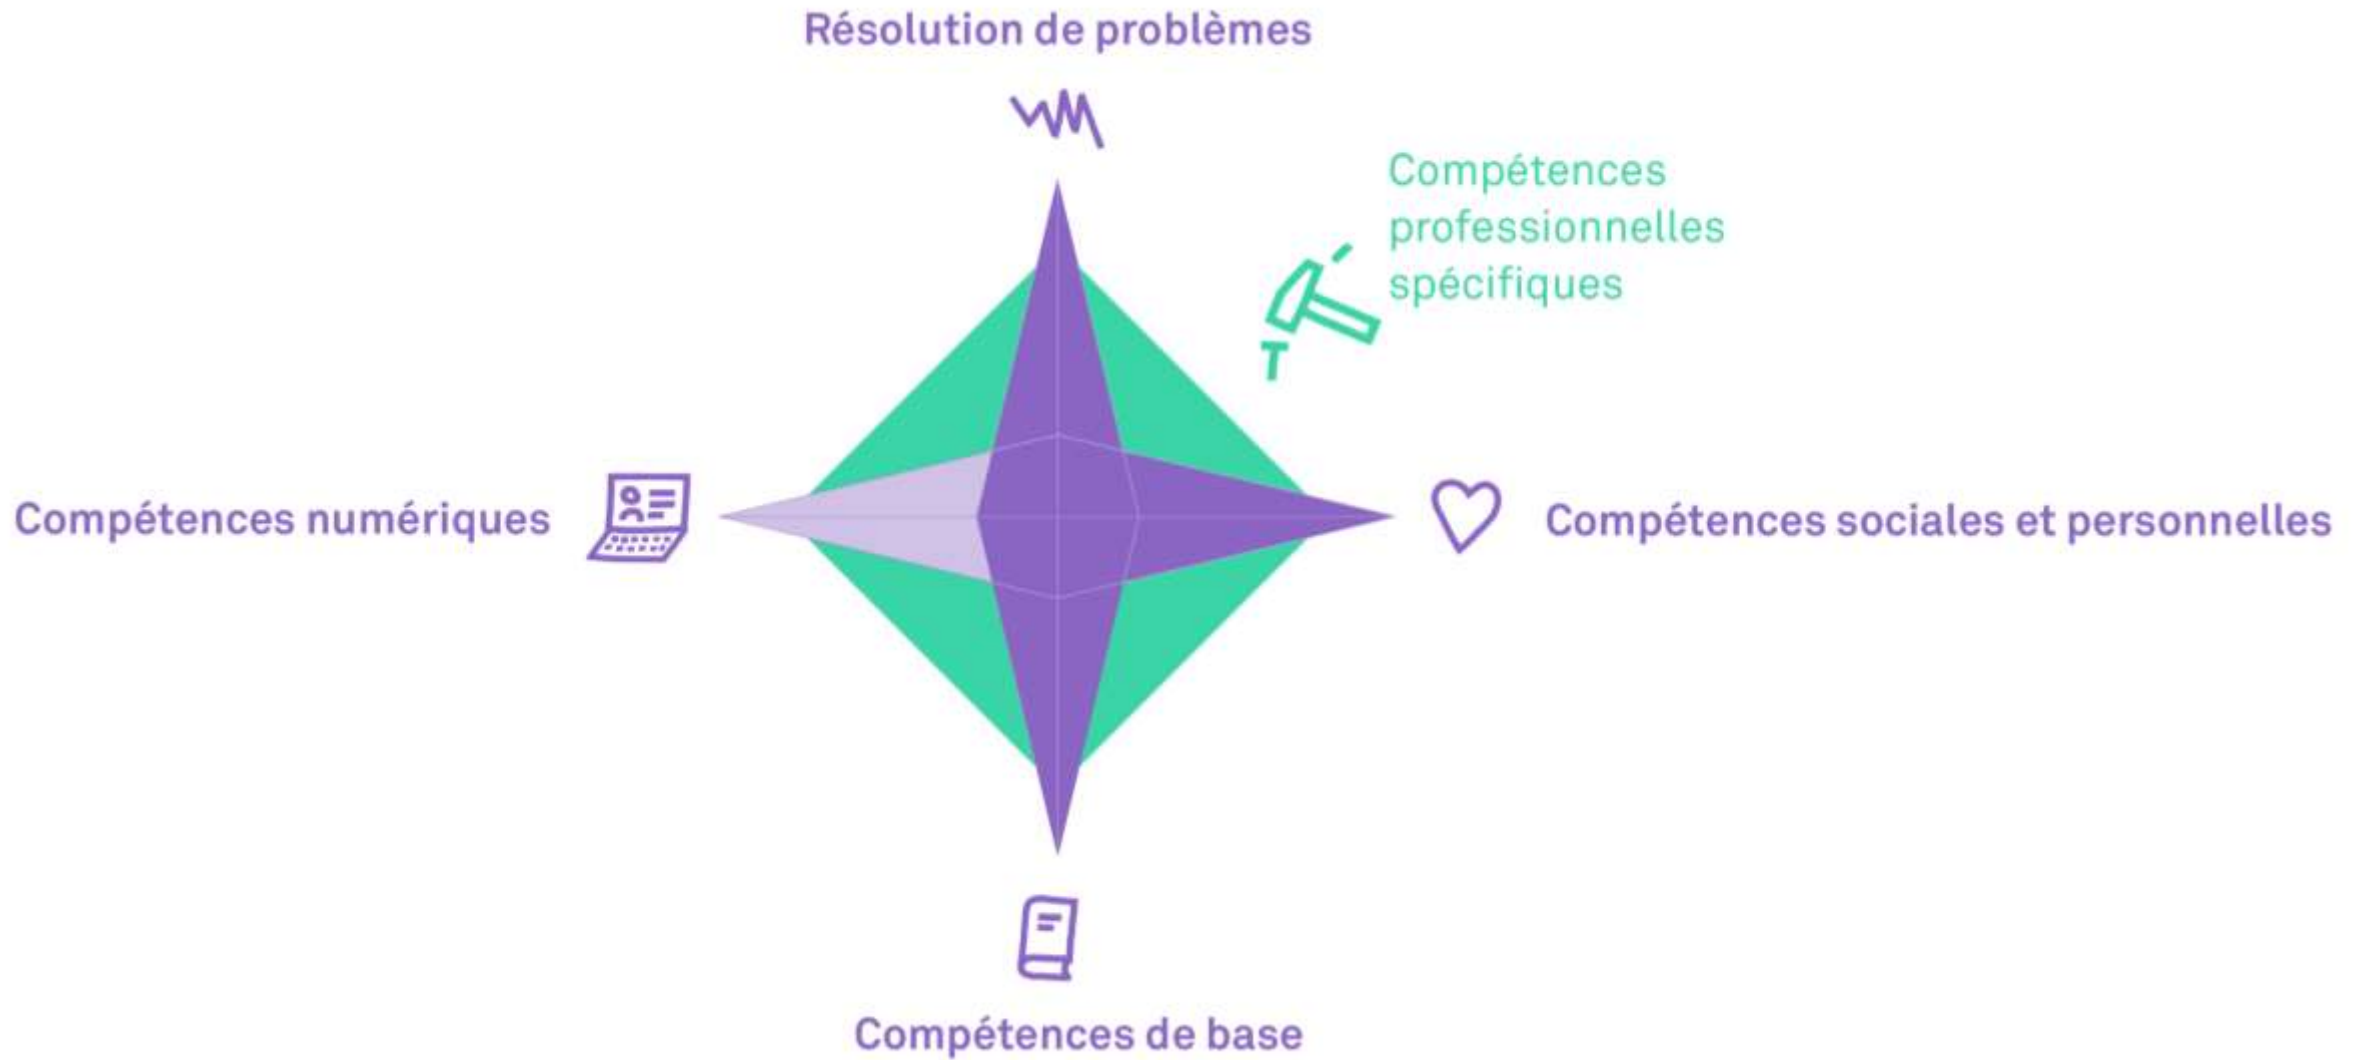 Résolution de problèmes
Compétences
professionnelles
spécifiques
Compétences numériques
Compétences sociales et personnelles
Compétences de base